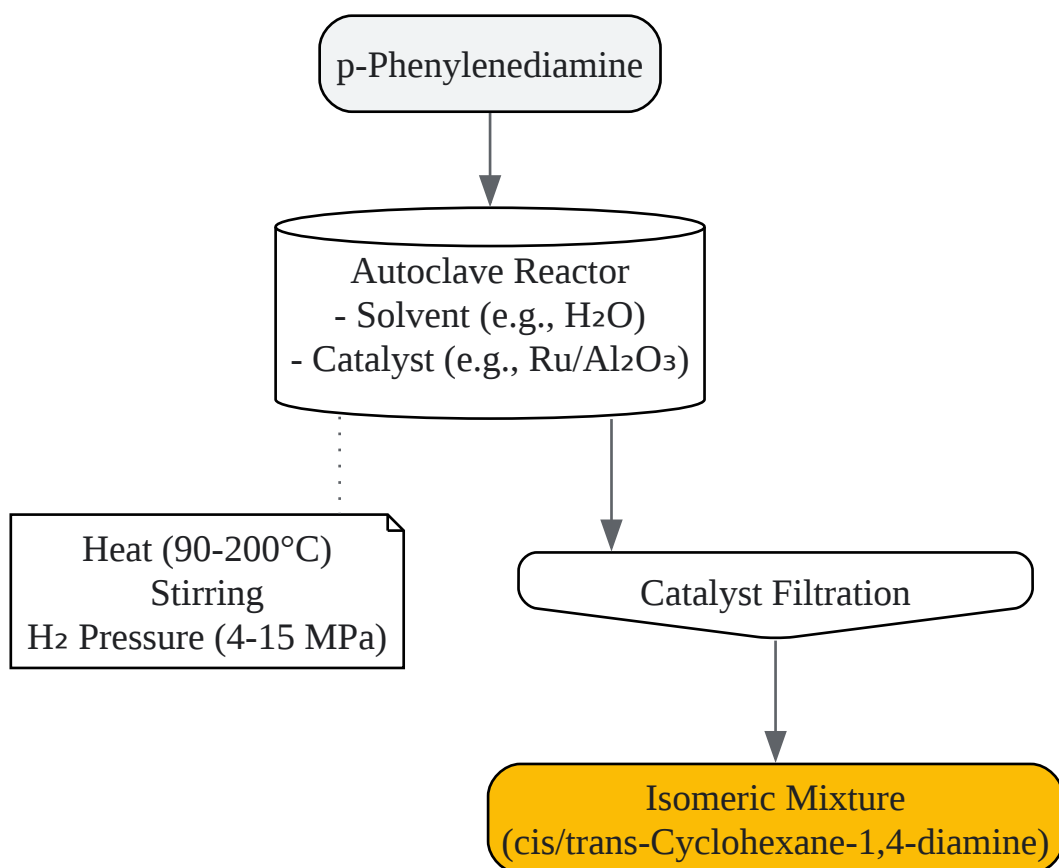 p-Phenylenediamine
Autoclave Reactor
- Solvent (e.g., H₂O)
- Catalyst (e.g., Ru/Al₂O₃)
Heat (90-200°C)
Stirring
H₂ Pressure (4-15 MPa)
Catalyst Filtration
Isomeric Mixture
(cis/trans-Cyclohexane-1,4-diamine)